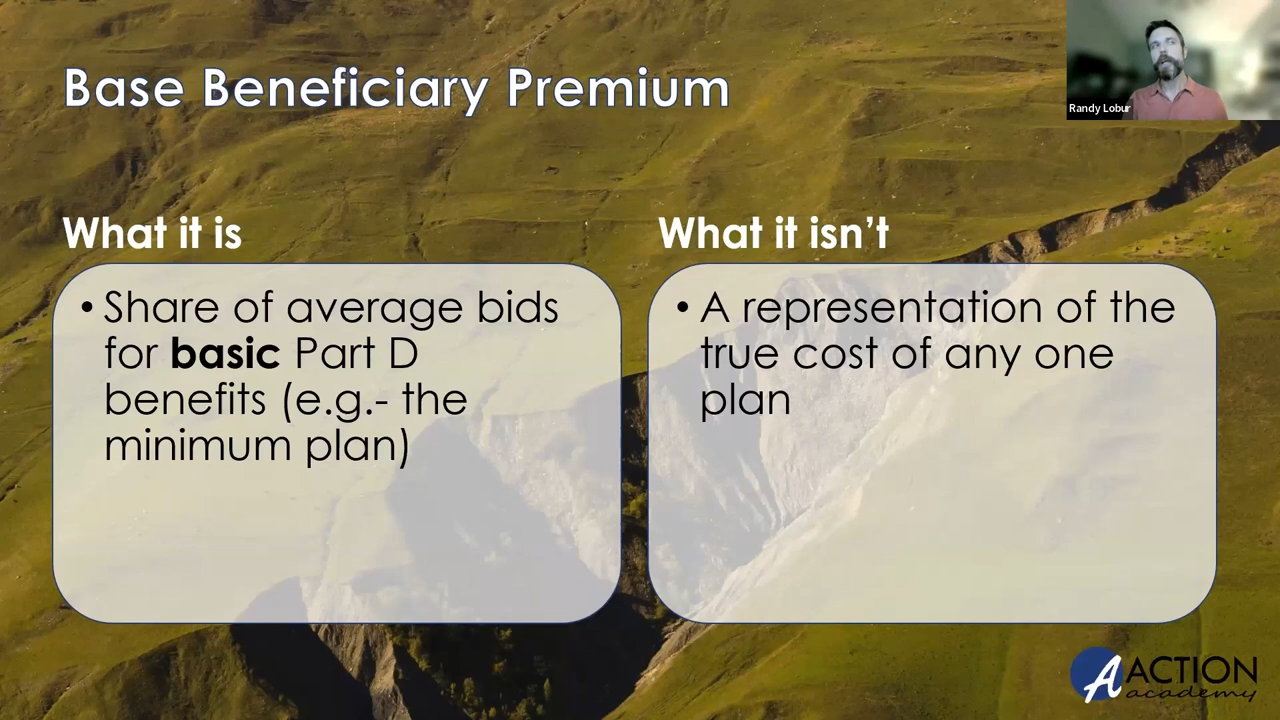 Base Beneficiary Premium
Randy Lobur
What it is
• Share of average bids
for basic Part D
benefits (e.g.- the
minimum plan)
What it isn’t
• A representation of the
true cost of any one
plan
A ACTION
academy